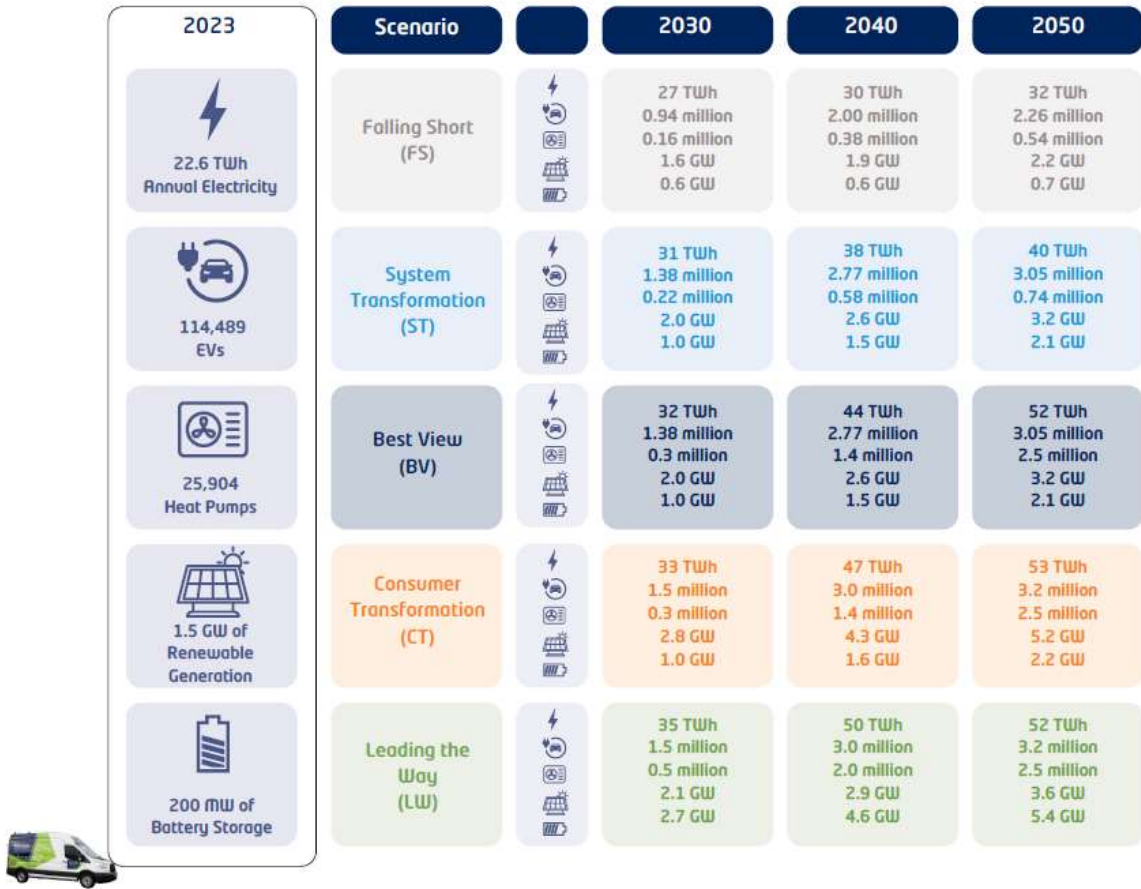 2023
Scenario
2030
2040
2050
22.6 TWh
Annual Electricity
Falling Short
(FS)
27 TWh
0.94 million
0.16 million
1.6 GW
0.6 GW
30 TWh
2.00 million
0.38 million
1.9 GW
0.6 GW
32 TWh
2.26 million
0.54 million
2.2 GW
0.7 GW
114,489
EVs
System
Transformation
(ST)
31 TWh
1.38 million
0.22 million
2.0 GW
1.0 GW
38 TWh
2.77 million
0.58 million
2.6 GW
1.5 GW
40 TWh
3.05 million
0.74 million
3.2 GW
2.1 GW
25,904
Heat Pumps
Best View
(BV)
32 TWh
1.38 million
0.3 million
2.0 GW
1.0 GW
44 TWh
2.77 million
1.4 million
2.6 GW
1.5 GW
52 TWh
3.05 million
2.5 million
3.2 GW
2.1 GW
1.5 GW of
Renewable
Generation
Consumer
Transformation
(CT)
33 TWh
1.5 million
0.3 million
2.8 GW
1.0 GW
47 TWh
3.0 million
1.4 million
4.3 GW
1.6 GW
53 TWh
3.2 million
2.5 million
5.2 GW
2.2 GW
200 MW of
Battery Storage
Leading the
Way
(LW)
35 TWh
1.5 million
0.5 million
2.1 GW
2.7 GW
50 TWh
3.0 million
2.0 million
2.9 GW
4.6 GW
52 TWh
3.2 million
2.5 million
3.6 GW
5.4 GW